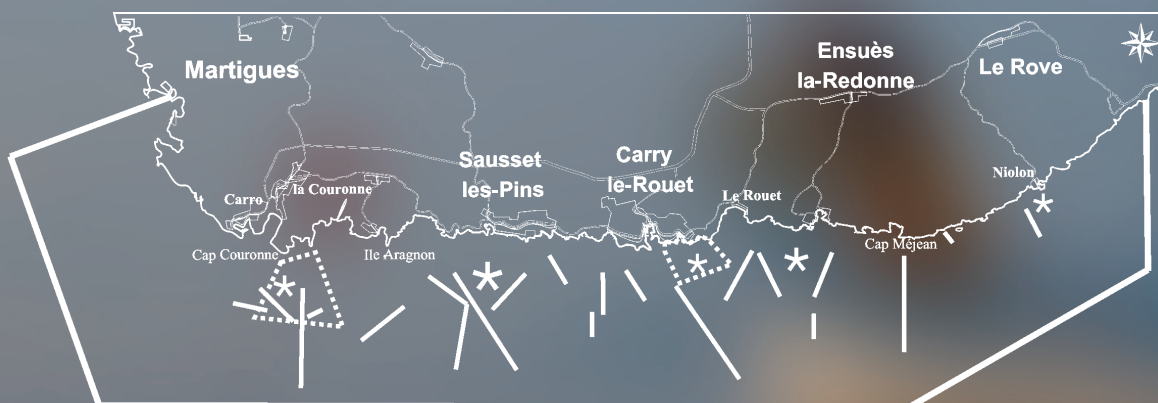 Martigues
Ensuès
la-Redonne
Le Rove
Sausset
les-Pins
Carry
le-Rouet
Carro
la Couronne
Le Rouet
Niolon
Cap Couronne
Ile Aragnon
Cap Méjean